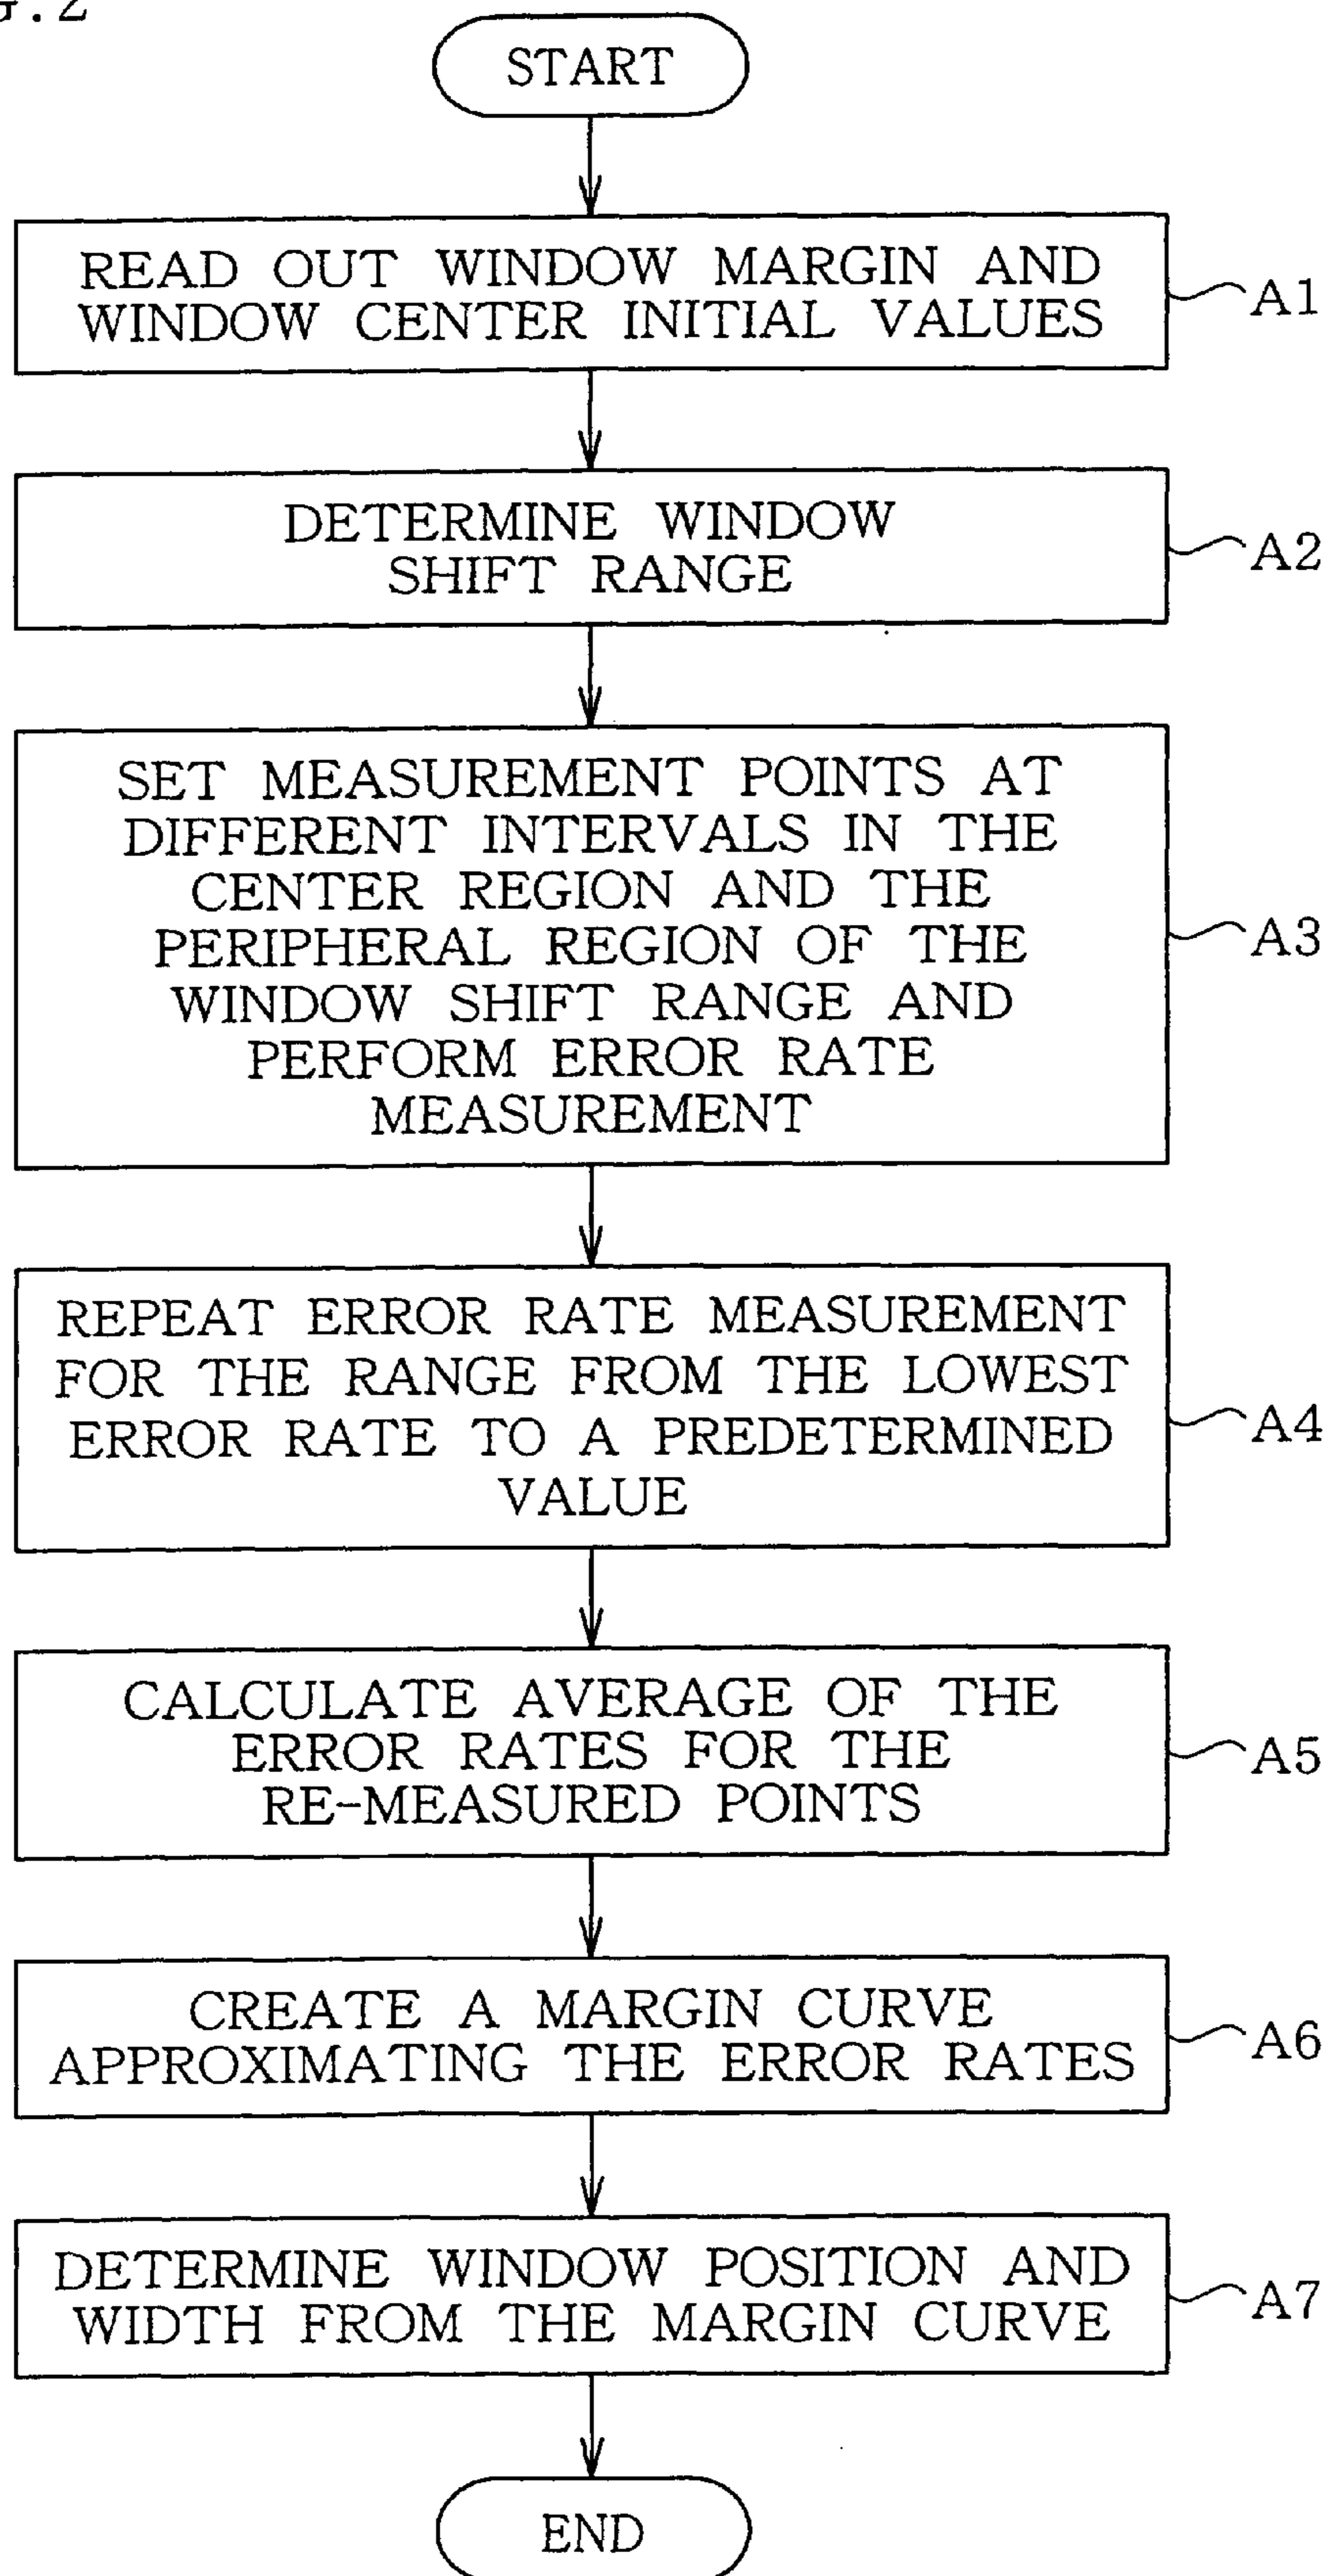 .2
START
READ OUT WINDOW MARGIN AND
WINDOW CENTER INITIAL VALUES
A1
DETERMINE WINDOW
SHIFT RANGE
A2
SET MEASUREMENT POINTS AT
DIFFERENT INTERVALS IN THE
CENTER REGION AND THE
PERIPHERAL REGION OF THE
WINDOW SHIFT RANGE AND
PERFORM ERROR RATE
MEASUREMENT
A3
REPEAT ERROR RATE MEASUREMENT
FOR THE RANGE FROM THE LOWEST
ERROR RATE TO A PREDETERMINED
VALUE
A4
CALCULATE AVERAGE OF THE
ERROR RATES FOR THE
RE-MEASURED POINTS
A5
CREATE A MARGIN CURVE
APPROXIMATING THE ERROR RATES
A6
DETERMINE WINDOW POSITION AND
WIDTH FROM THE MARGIN CURVE
A7
END